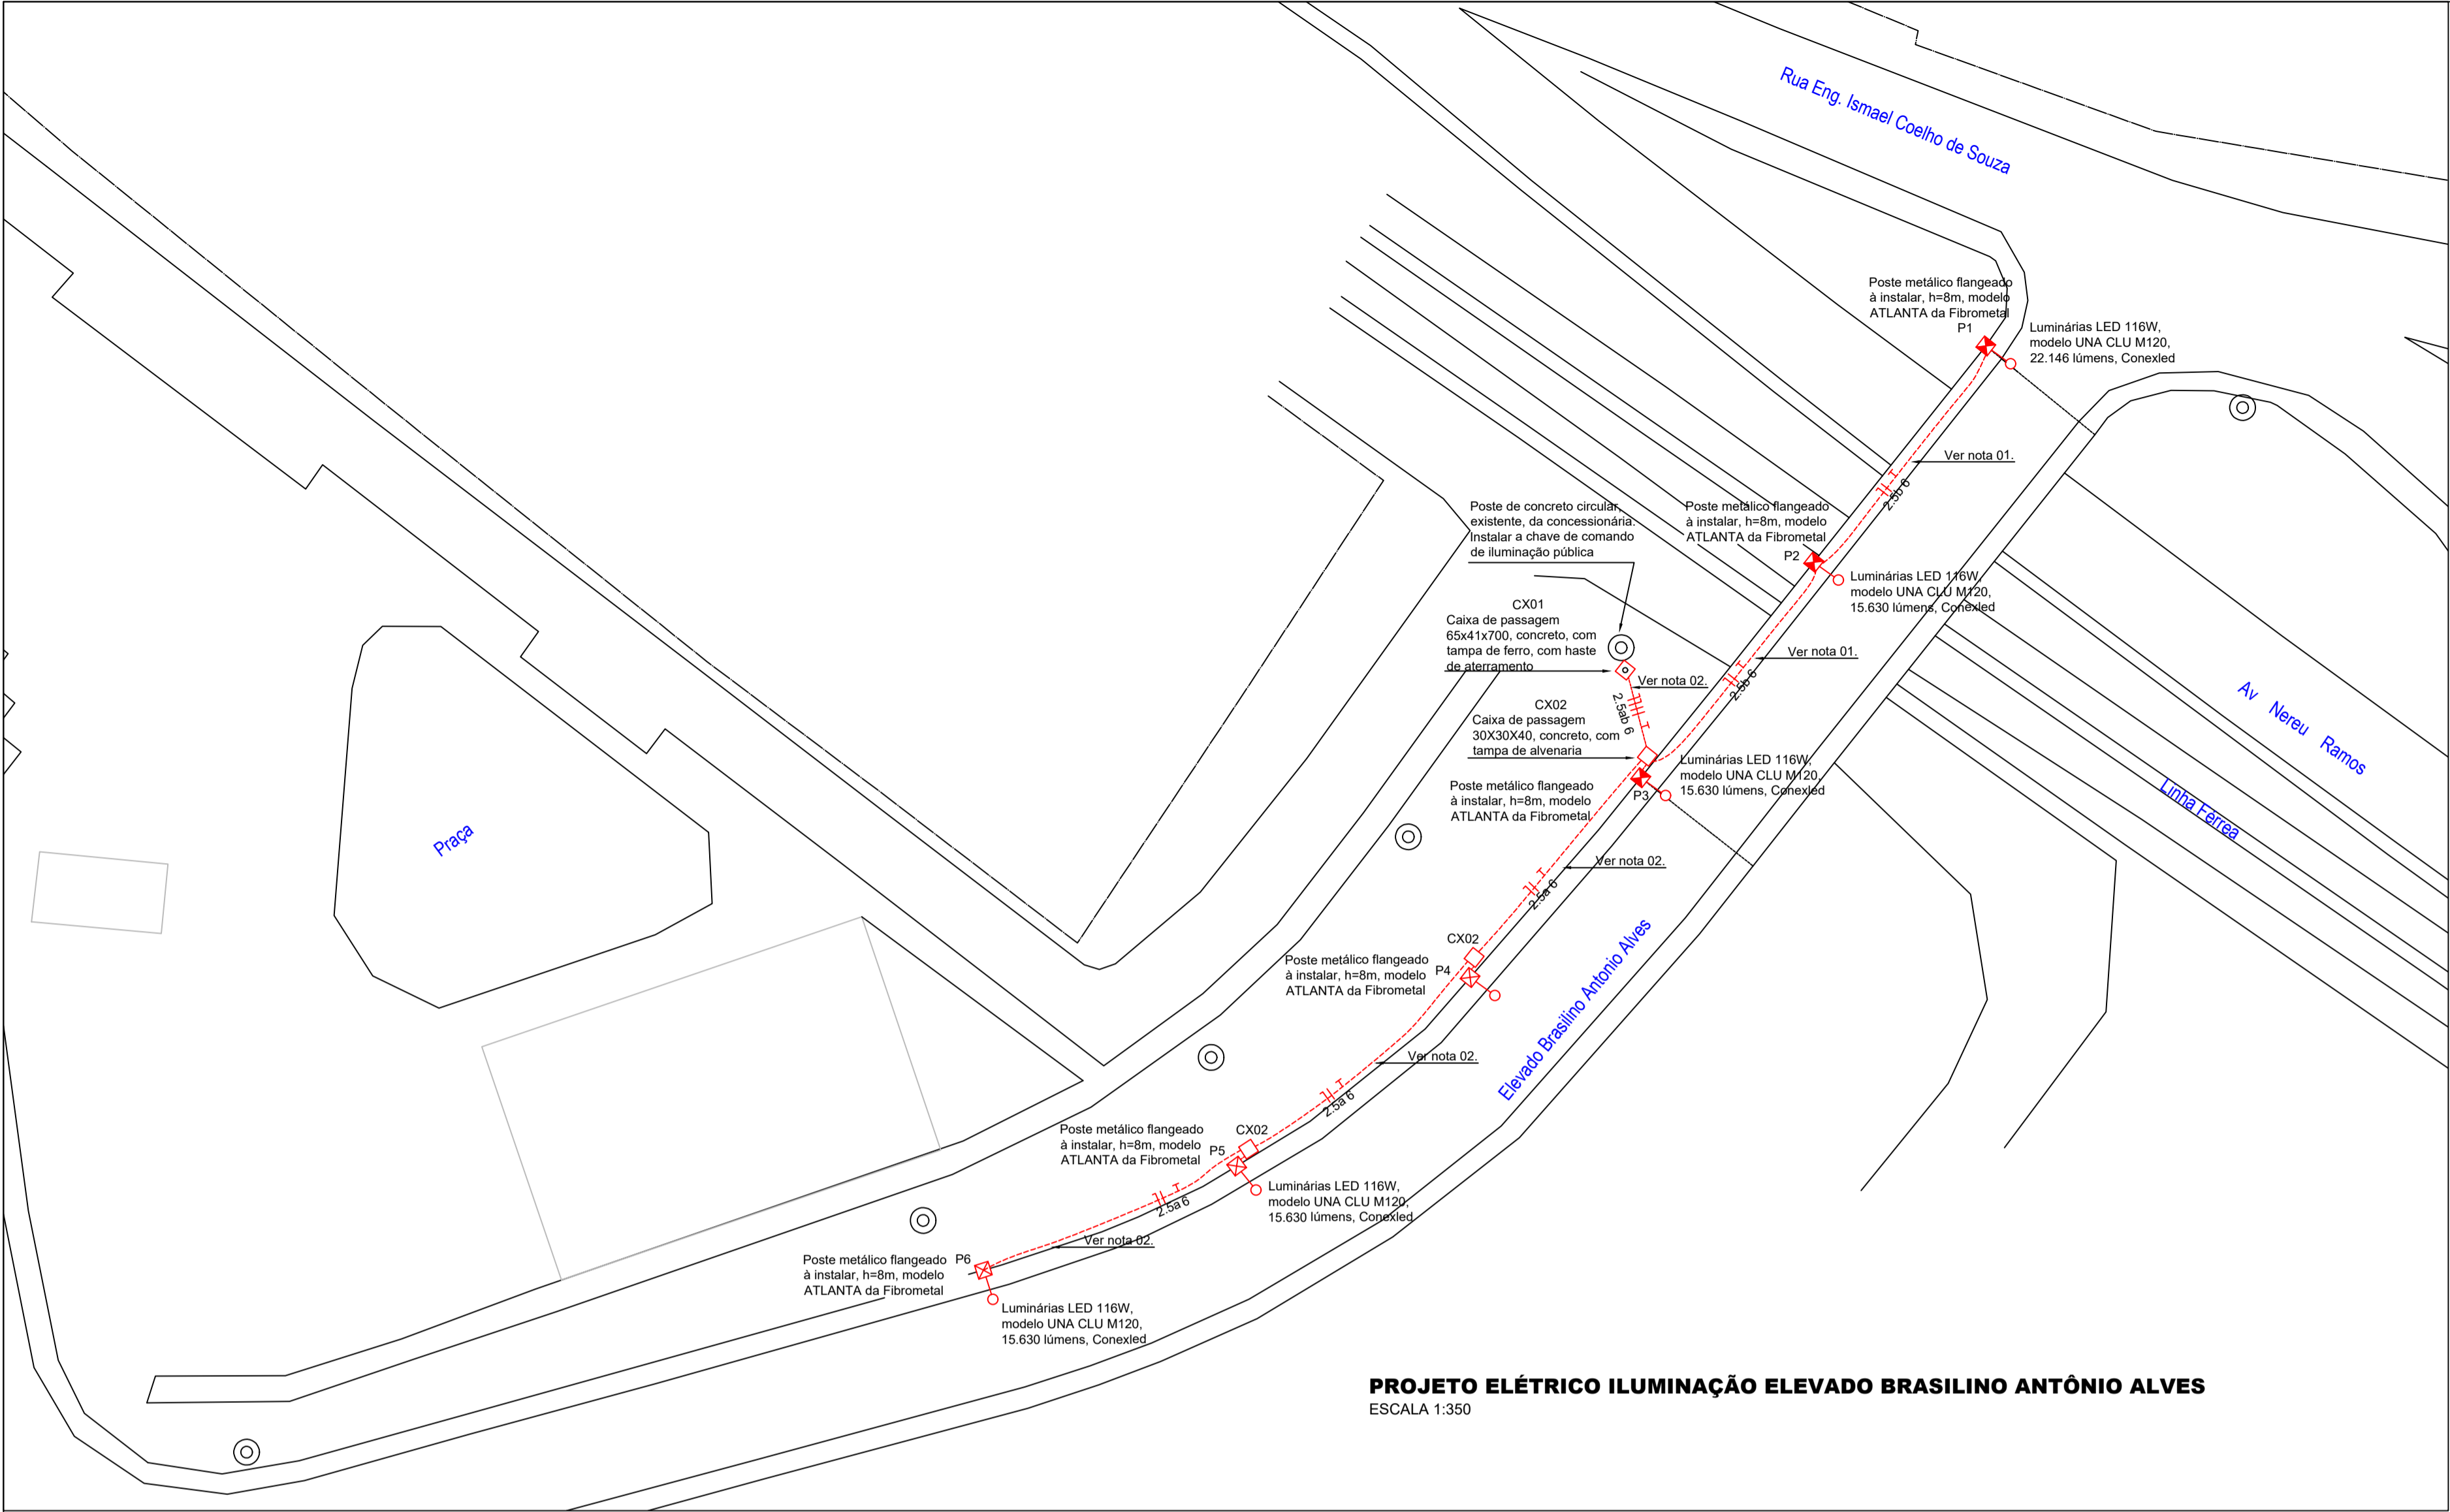 Rua Eng. Ismael Coelho de Souza
Poste metálico flangeado
à instalar, h=8m, modelo
ATLANTA da Fibrometal
P1
Luminárias LED 116W,
modelo UNA CLU M120,
22.146 lúmens, Conexled
Ver nota 01.
2.5b 6
Poste de concreto circular,
existente, da concessionária.
Instalar a chave de comando
de iluminação pública
Poste metálico flangeado
à instalar, h=8m, modelo
ATLANTA da Fibrometal
P2
Luminárias LED 116W,
modelo UNA CLU M120,
15.630 lúmens, Conexled
CX01
Caixa de passagem
65x41x700, concreto, com
tampa de ferro, com haste
de aterramento
Ver nota 01.
2.5b 6
Ver nota 02.
2.5ab 6
CX02
Caixa de passagem
30X30X40, concreto, com
tampa de alvenaria
Av Nereu Ramos
Linha Ferrea
Luminárias LED 116W,
modelo UNA CLU M120,
15.630 lúmens, Conexled
Poste metálico flangeado
à instalar, h=8m, modelo
ATLANTA da Fibrometal
P3
Praça
Ver nota 02.
2.5a 6
CX02
Poste metálico flangeado
à instalar, h=8m, modelo
ATLANTA da Fibrometal
P4
Elevado Brasilino Antonio Alves
Ver nota 02.
2.5a 6
CX02
Poste metálico flangeado
à instalar, h=8m, modelo
ATLANTA da Fibrometal
P5
Luminárias LED 116W,
modelo UNA CLU M120,
15.630 lúmens, Conexled
2.5a 6
Ver nota 02.
Poste metálico flangeado
à instalar, h=8m, modelo
ATLANTA da Fibrometal
P6
Luminárias LED 116W,
modelo UNA CLU M120,
15.630 lúmens, Conexled
PROJETO ELÉTRICO ILUMINAÇÃO ELEVADO BRASILINO ANTÔNIO ALVES
ESCALA 1:350